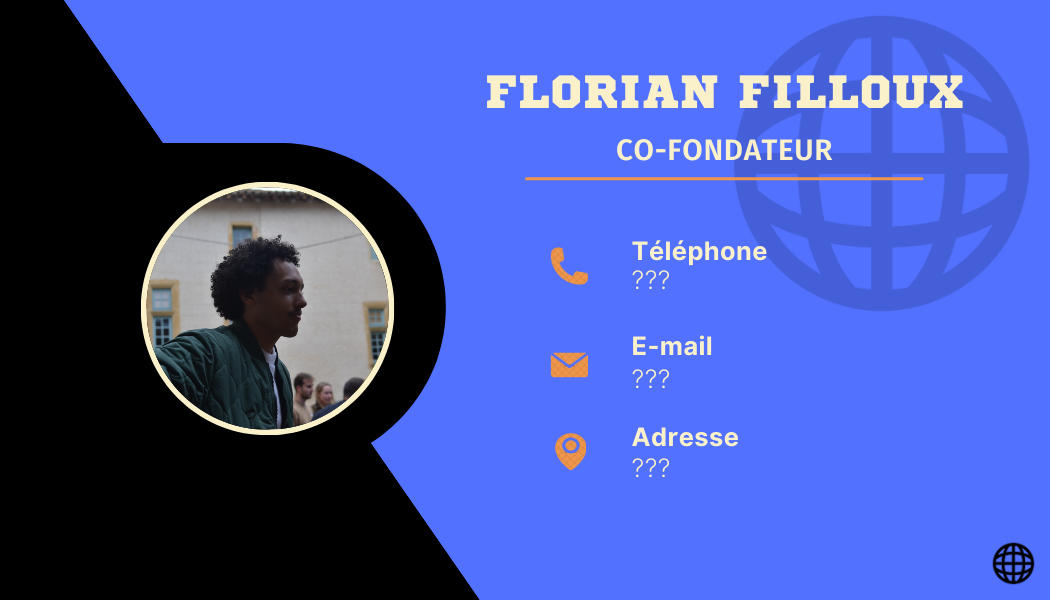 FLORIAN FILLOUX
CO-FONDATEUR
Téléphone
???
E-mail
???
Adresse
???